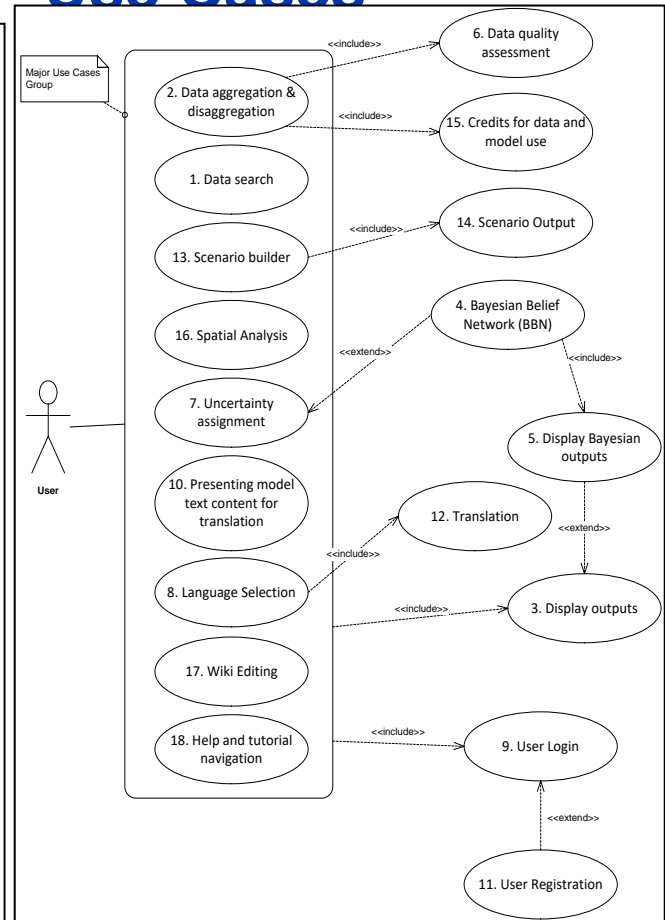 Use Cases
Major Use Cases
Group
2. Data aggregation &
disaggregation
1. Data search
13. Scenario builder
16. Spatial Analysis
7. Uncertainty
assignment
10. Presenting model
text content for
translation
8. Language Selection
17. Wiki Editing
18. Help and tutorial
navigation
User
<<include>>
6. Data quality
assessment
<<include>>
15. Credits for data and
model use
<<include>>
14. Scenario Output
4. Bayesian Belief
Network (BBN)
<<extend>>
<<include>>
5. Display Bayesian
outputs
12. Translation
<<include>>
<<extend>>
<<include>>
3. Display outputs
<<include>>
9. User Login
<<extend>>
11. User Registration